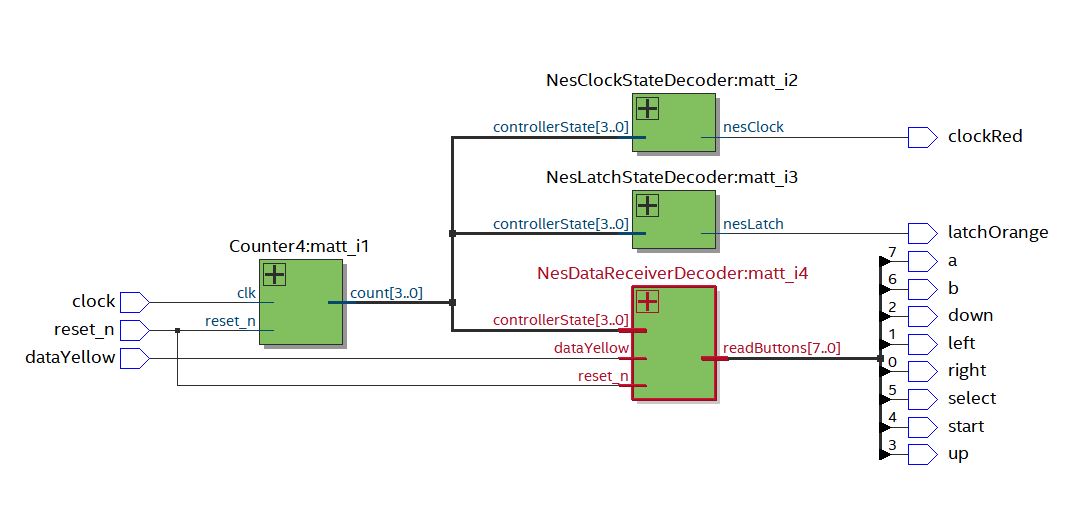 NesClockStateDecoder:matt_i2
controllerState[3..0]
nesClock
clockRed
NesLatchStateDecoder:matt_i3
controllerState[3..0]
nesLatch
latchOrange
Counter4:matt_i1
clock
clk
count[3..0]
reset_n
reset_n
dataYellow
NesDataReceiverDecoder:matt_i4
controllerState[3..0]
dataYellow
readButtons[7..0]
reset_n
7 a
6 b
2 down
1 left
0 right
5 select
4 start
3 up